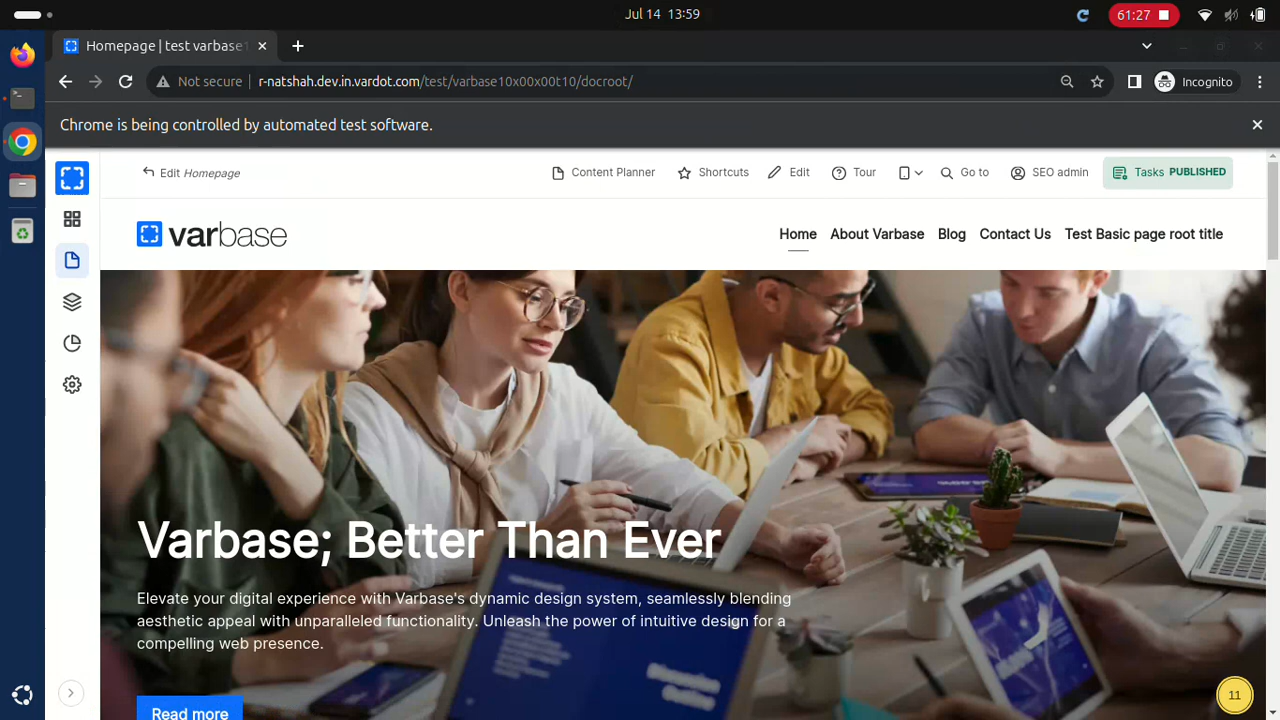 Jul 14 13:59
61:27
Homepage | test varbase1
Not secure
r-natshah.dev.in.vardot.com/test/varbase10x00x00t10/docroot/
Incognito
Chrome is being controlled by automated test software.
Edit Homepage
Content Planner
Shortcuts
Edit
Tour
Go to
SEO admin
Tasks PUBLISHED
varbase
Home
About Varbase
Blog
Contact Us
Test Basic page root title
Varbase; Better Than Ever
Elevate your digital experience with Varbase's dynamic design system, seamlessly blending
aesthetic appeal with unparalleled functionality. Unleash the power of intuitive design for a
compelling web presence.
Read more
11